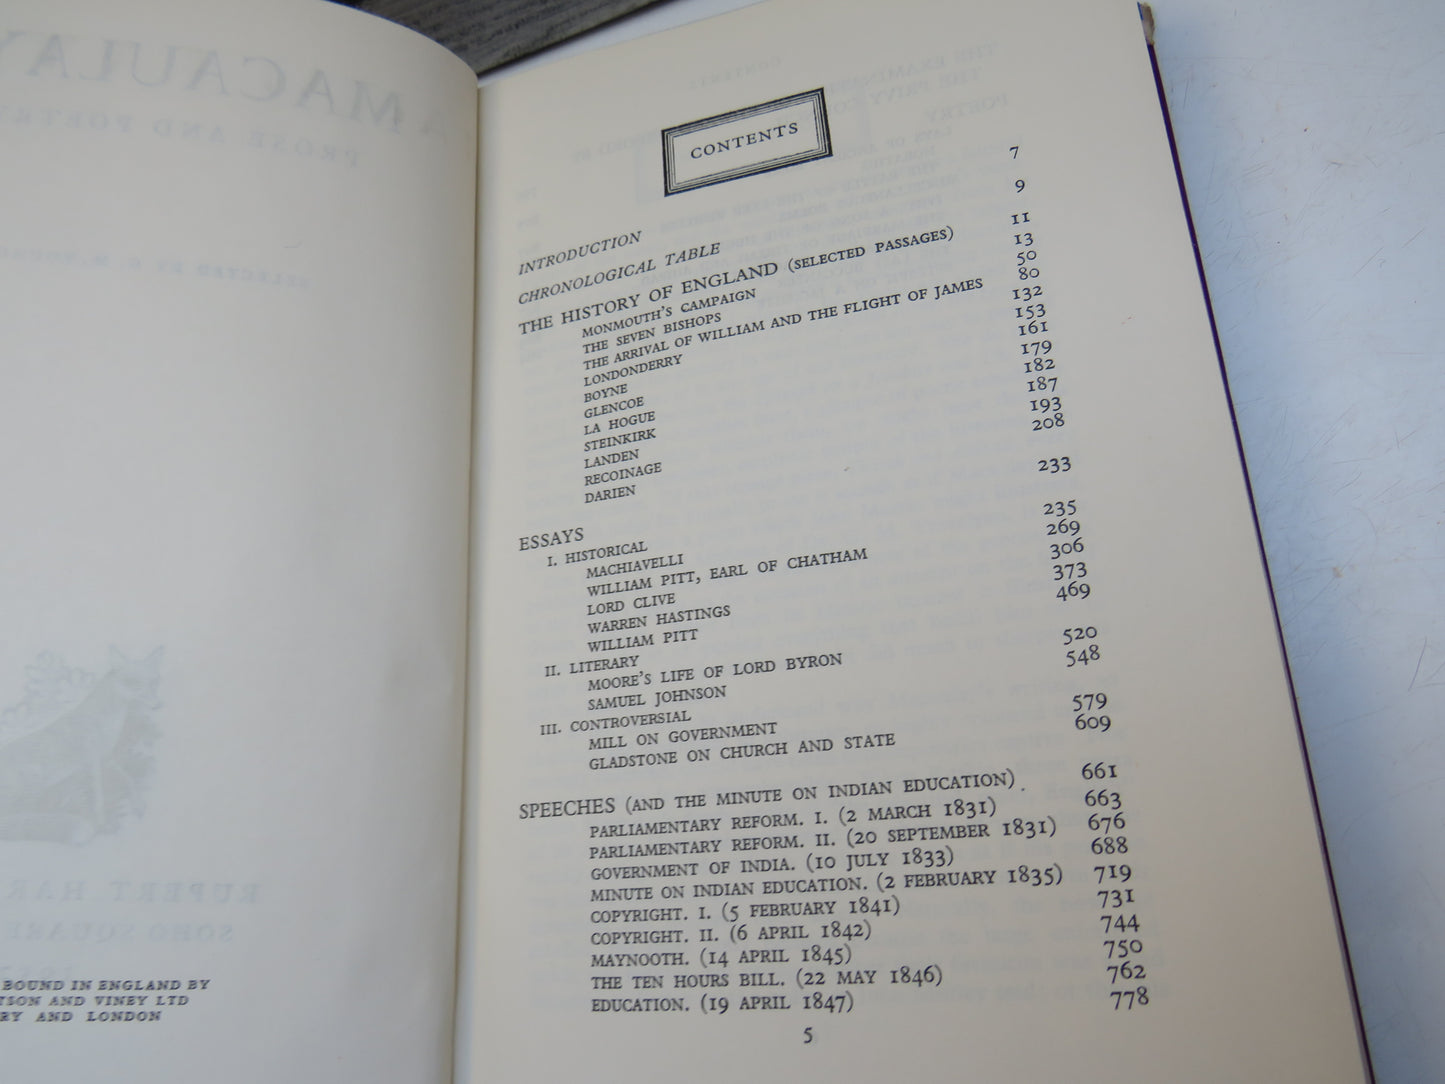 BOUND IN ENGLAND BY
TSON AND VINEY LTD
RY AND LONDON
CONTENTS
INTRODUCTION 7
CHRONOLOGICAL TABLE 9
THE HISTORY OF ENGLAND (SELECTED PASSAGES) 11
MONMOUTH'S CAMPAIGN 13
THE SEVEN BISHOPS 50
THE ARRIVAL OF WILLIAM AND THE FLIGHT OF JAMES 80
LONDONDERRY 132
BOYNE 153
GLENCOE 161
LA HOGUE 179
STEINKIRK 182
LANDEN 187
RECOINAGE 193
DARIEN 208
ESSAYS 233
I. HISTORICAL
MACHIAVELLI 235
WILLIAM PITT, EARL OF CHATHAM 269
LORD CLIVE 306
WARREN HASTINGS 373
WILLIAM PITT 469
II. LITERARY
MOORE'S LIFE OF LORD BYRON 520
SAMUEL JOHNSON 548
III. CONTROVERSIAL
MILL ON GOVERNMENT 579
GLADSTONE ON CHURCH AND STATE 609
SPEECHES (AND THE MINUTE ON INDIAN EDUCATION) 661
PARLIAMENTARY REFORM. I. (2 MARCH 1831) 663
PARLIAMENTARY REFORM. II. (20 SEPTEMBER 1831) 676
GOVERNMENT OF INDIA. (10 JULY 1833) 688
MINUTE ON INDIAN EDUCATION. (2 FEBRUARY 1835) 719
COPYRIGHT. I. (5 FEBRUARY 1841) 731
COPYRIGHT. II. (6 APRIL 1842) 744
MAYNOOTH. (14 APRIL 1845) 750
THE TEN HOURS BILL. (22 MAY 1846) 762
EDUCATION. (19 APRIL 1847) 778
5